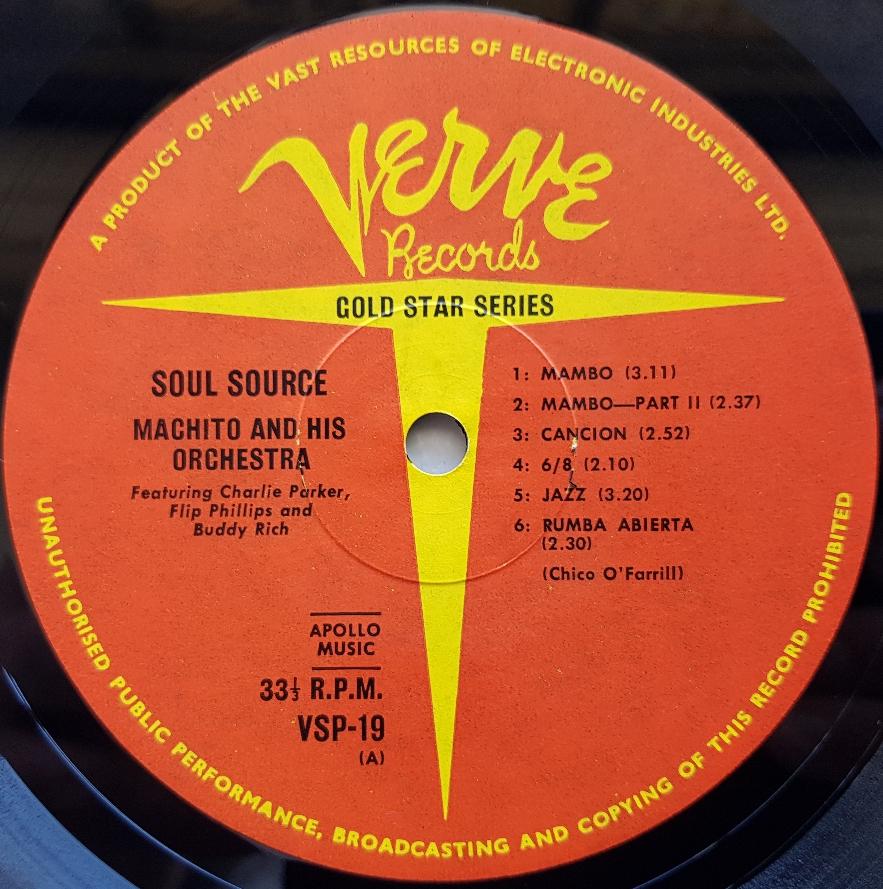 A PRODUCT OF THE VAST RESOURCES OF ELECTRONIC INDUSTRIES LTD.
Verve
Records
GOLD STAR SERIES
SOUL SOURCE
MACHITO AND HIS
ORCHESTRA
Featuring Charlie Parker,
Flip Phillips and
Buddy Rich
1: MAMBO (3.11)
2: MAMBO—PART II (2.37)
3: CANCION (2.52)
4: 6/8 (2.10)
5: JAZZ (3.20)
6: RUMBA ABIERTA
(2.30)
(Chico O'Farrill)
APOLLO
MUSIC
33⅓ R.P.M.
VSP-19
(A)
UNAUTHORISED PUBLIC PERFORMANCE, BROADCASTING AND COPYING OF THIS RECORD PROHIBITED